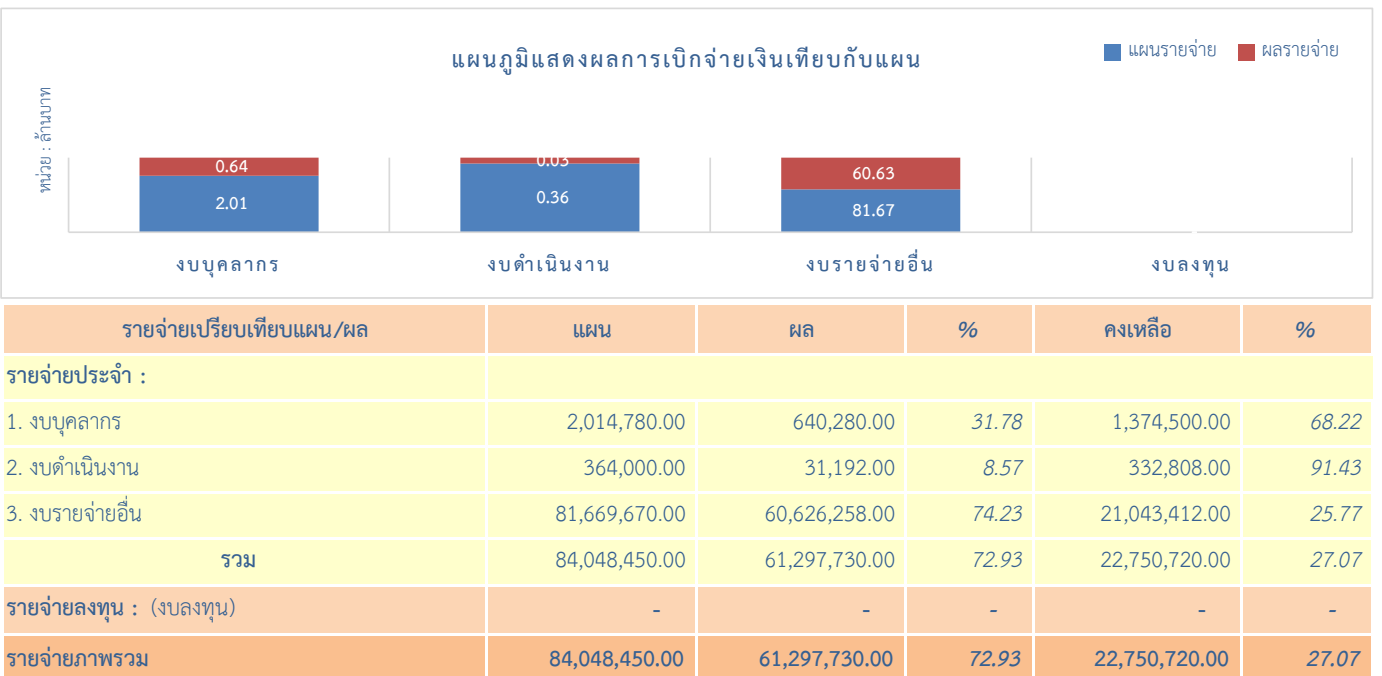 แผนภูมิแสดงผลการเบิกจ่ายเงินเทียบกับแผน
แผนรายจ่าย ผลรายจ่าย
หน่วย : ล้านบาท
0.64 0.03 60.63
2.01 0.36 81.67
งบบุคลากร งบดำเนินงาน งบรายจ่ายอื่น งบลงทุน
รายจ่ายเปรียบเทียบแผน/ผล แผน ผล % คงเหลือ %
รายจ่ายประจำ :
1. งบบุคลากร 2,014,780.00 640,280.00 31.78 1,374,500.00 68.22
2. งบดำเนินงาน 364,000.00 31,192.00 8.57 332,808.00 91.43
3. งบรายจ่ายอื่น 81,669,670.00 60,626,258.00 74.23 21,043,412.00 25.77
รวม 84,048,450.00 61,297,730.00 72.93 22,750,720.00 27.07
รายจ่ายลงทุน : (งบลงทุน) - - - - -
รายจ่ายภาพรวม 84,048,450.00 61,297,730.00 72.93 22,750,720.00 27.07